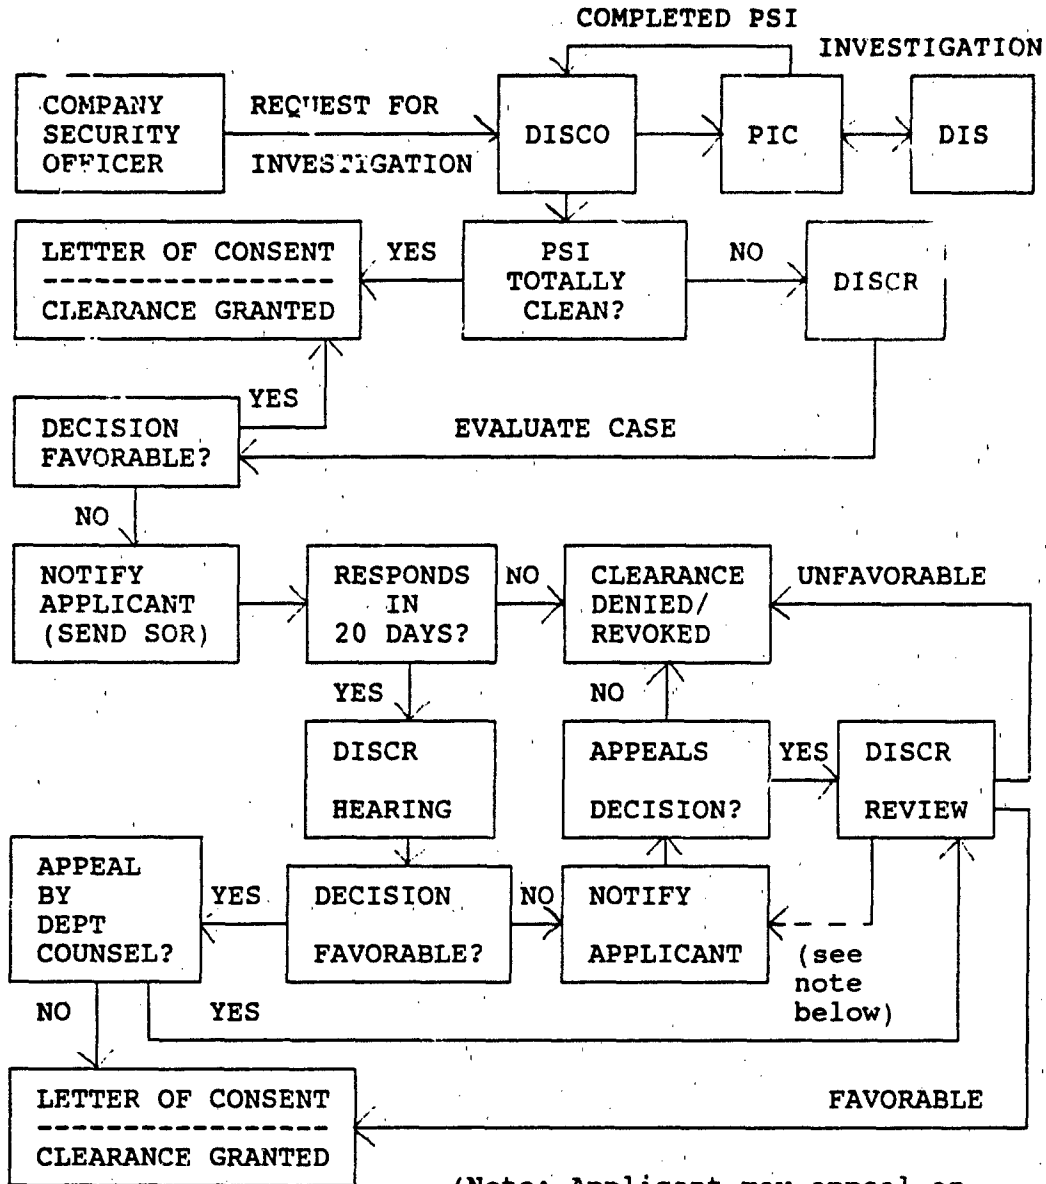 COMPLETED PSI
INVESTIGATION
COMPANY
SECURITY
OFFICER
REQUEST FOR
INVESTIGATION
DISCO
PIC
DIS
LETTER OF CONSENT
-----------------
CLEARANCE GRANTED
YES
PSI
TOTALLY
CLEAN?
NO
DISCR
YES
DECISION
FAVORABLE?
EVALUATE CASE
NO
NOTIFY
APPLICANT
(SEND SOR)
RESPONDS
IN
20 DAYS?
NO
CLEARANCE
DENIED/
REVOKED
UNFAVORABLE
YES
NO
DISCR
HEARING
APPEALS
DECISION?
YES
DISCR
REVIEW
APPEAL
BY
DEPT
COUNSEL?
YES
DECISION
FAVORABLE?
NO
NOTIFY
APPLICANT
(see
note
below)
NO
YES
LETTER OF CONSENT
-----------------
CLEARANCE GRANTED
FAVORABLE
(Note: Applicant may appeal an